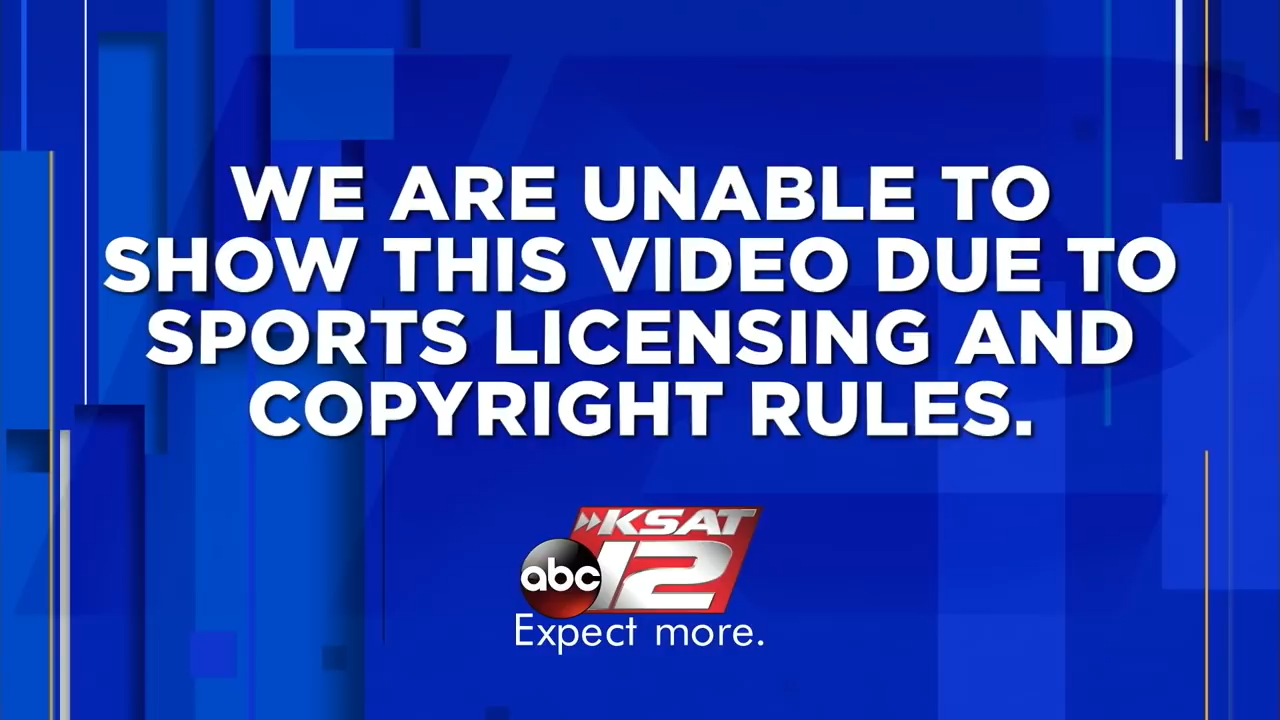 WE ARE UNABLE TO
SHOW THIS VIDEO DUE TO
SPORTS LICENSING AND
COPYRIGHT RULES.
KSAT
abc 12
Expect more.